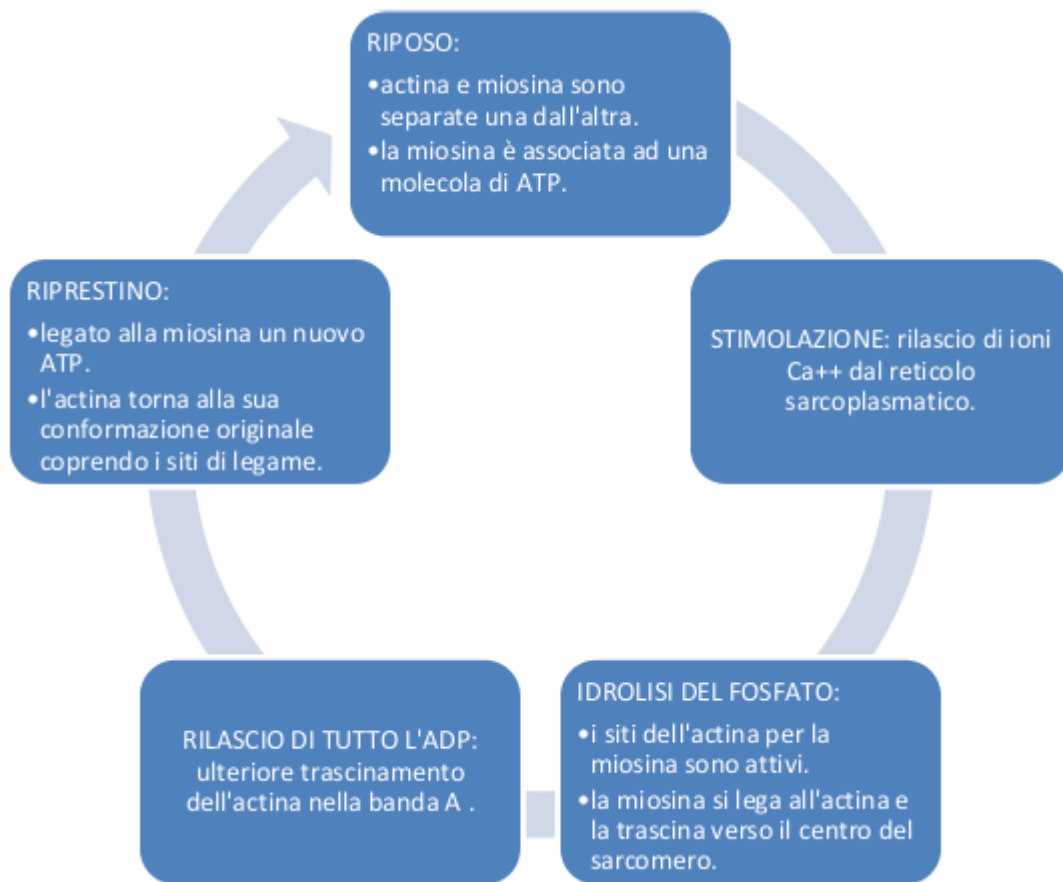 RIPOSO:
•actina e miosina sono
separate una dall'altra.
•la miosina è associata ad una
molecola di ATP.
STIMOLAZIONE: rilascio di ioni
Ca++ dal reticolo
sarcoplasmatico.
IDROLISI DEL FOSFATO:
•i siti dell'actina per la
miosina sono attivi.
•la miosina si lega all'actina e
la trascina verso il centro del
sarcomero.
RILASCIO DI TUTTO L'ADP:
ulteriore trascinamento
dell'actina nella banda A .
RIPRESTINO:
•legato alla miosina un nuovo
ATP.
•l'actina torna alla sua
conformazione originale
coprendo i siti di legame.